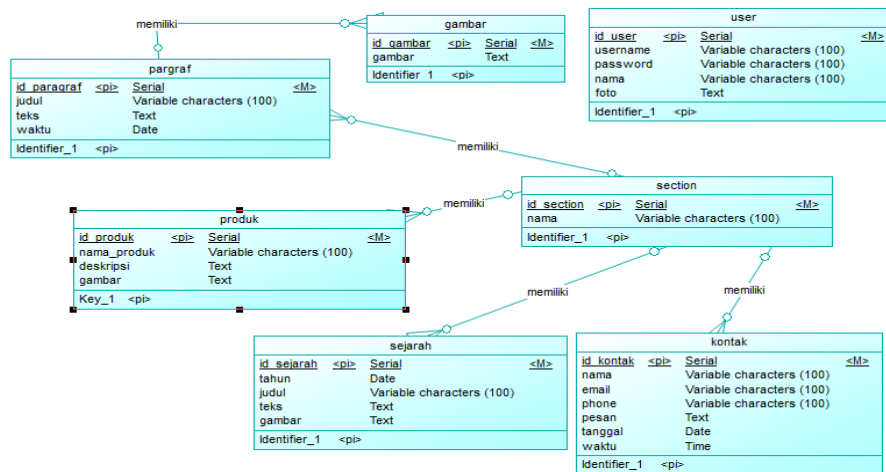 memiliki
gambar
id_gambar <pi> Serial <M>
gambar Text
Identifier_1 <pi>
user
id_user <pi> Serial <M>
username Variable characters (100)
password Variable characters (100)
nama Variable characters (100)
foto Text
Identifier_1 <pi>
pargraf
id_paragraf <pi> Serial <M>
judul Variable characters (100)
teks Text
waktu Date
Identifier_1 <pi>
memiliki
section
id_section <pi> Serial <M>
nama Variable characters (100)
Identifier_1 <pi>
memiliki
produk
id_produk <pi> Serial <M>
nama_produk Variable characters (100)
deskripsi Text
gambar Text
Key_1 <pi>
memiliki
memiliki
sejarah
id_sejarah <pi> Serial <M>
tahun Date
judul Variable characters (100)
teks Text
gambar Text
Identifier_1 <pi>
kontak
id_kontak <pi> Serial <M>
nama Variable characters (100)
email Variable characters (100)
phone Variable characters (100)
pesan Text
tanggal Date
waktu Time
Identifier_1 <pi>